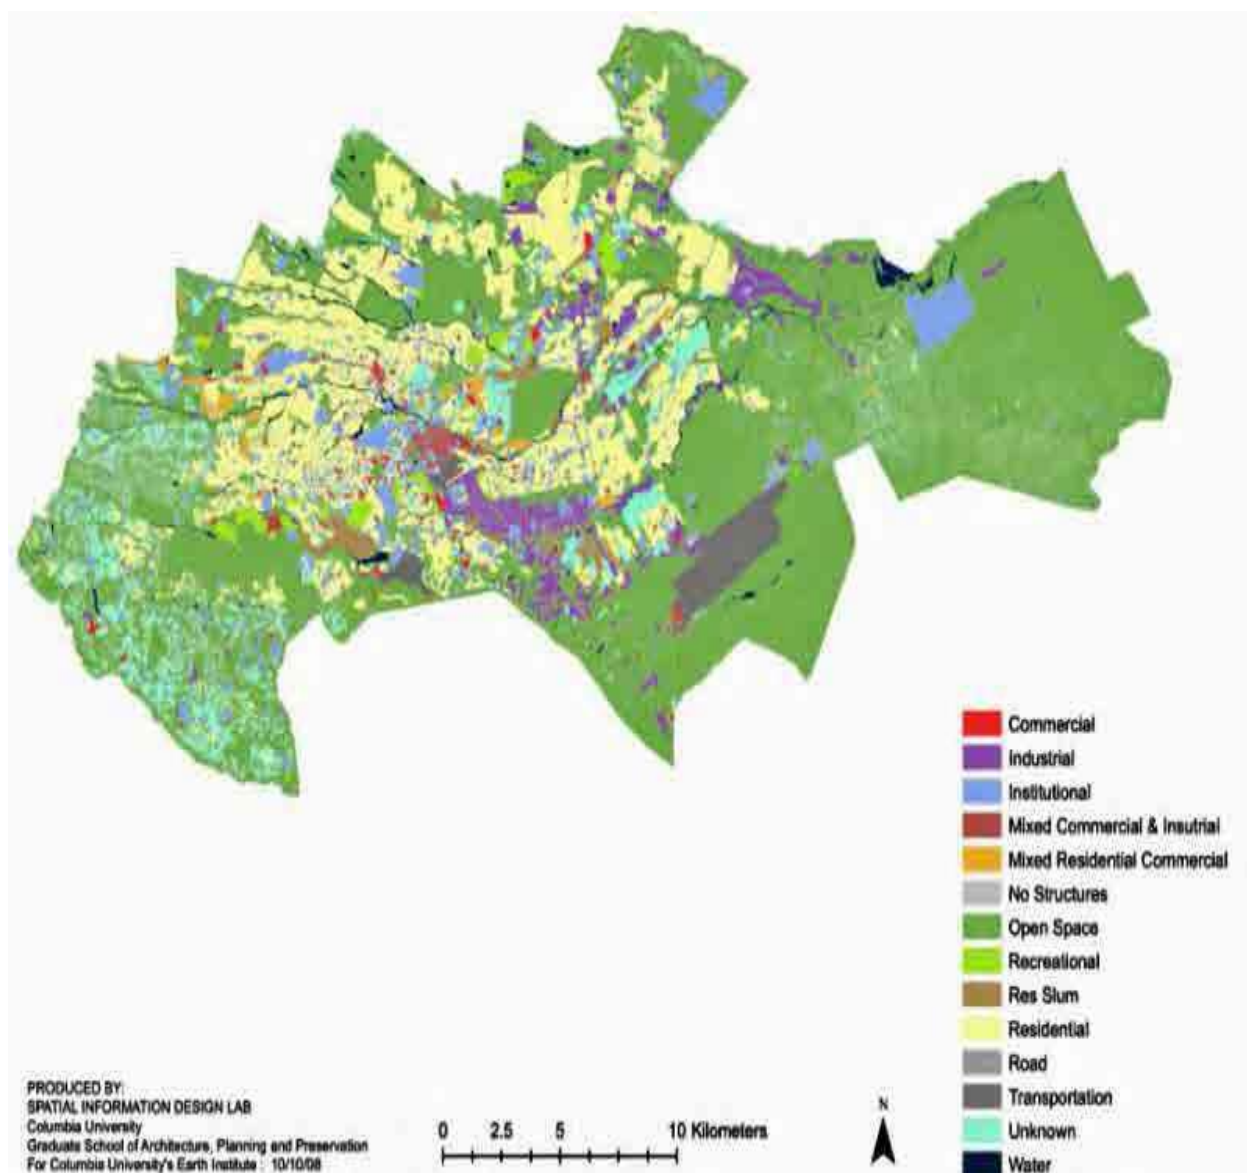 Commercial
Industrial
Institutional
Mixed Commercial & Insutrial
Mixed Residential Commercial
No Structures
Open Space
Recreational
Res Slum
Residential
Road
Transportation
Unknown
Water
PRODUCED BY:
SPATIAL INFORMATION DESIGN LAB
Columbia University
Graduate School of Architecture, Planning and Preservation
For Columbia University's Earth Institute : 10/10/08
0 2.5 5 10 Kilometers
N